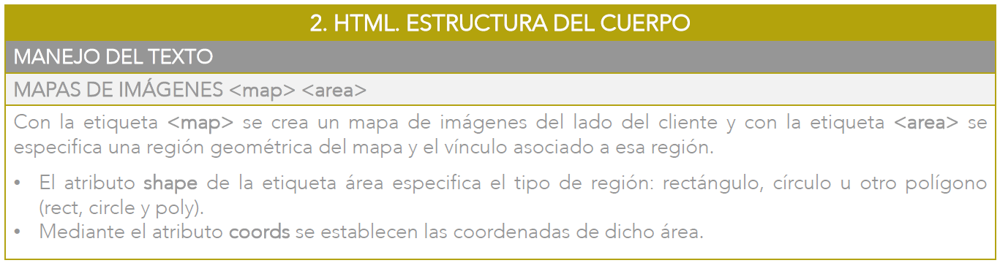 2. HTML. ESTRUCTURA DEL CUERPO
MANEJO DEL TEXTO
MAPAS DE IMÁGENES <map> <area>
Con la etiqueta <map> se crea un mapa de imágenes del lado del cliente y con la etiqueta <area> se
especifica una región geométrica del mapa y el vínculo asociado a esa región.
• El atributo shape de la etiqueta área especifica el tipo de región: rectángulo, círculo u otro polígono
(rect, circle y poly).
• Mediante el atributo coords se establecen las coordenadas de dicho área.